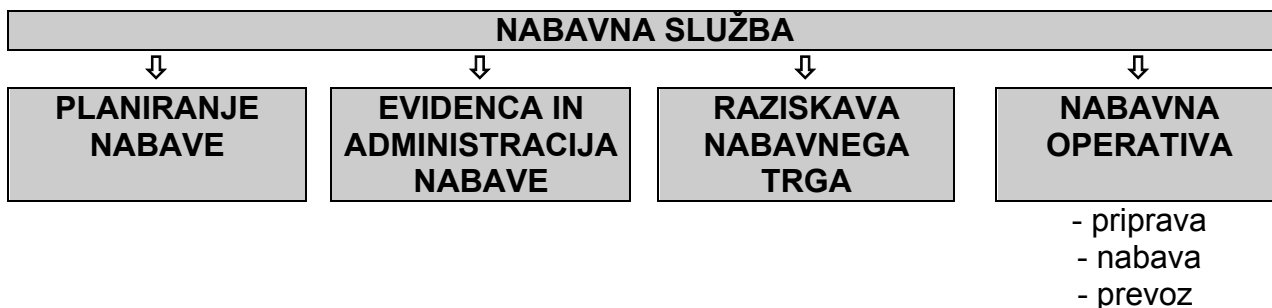 NABAVNA SLUŽBA
PLANIRANJE
NABAVE
EVIDENCA IN
ADMINISTRACIJA
NABAVE
RAZISKAVA
NABAVNEGA
TRGA
NABAVNA
OPERATIVA
- priprava
- nabava
- prevoz